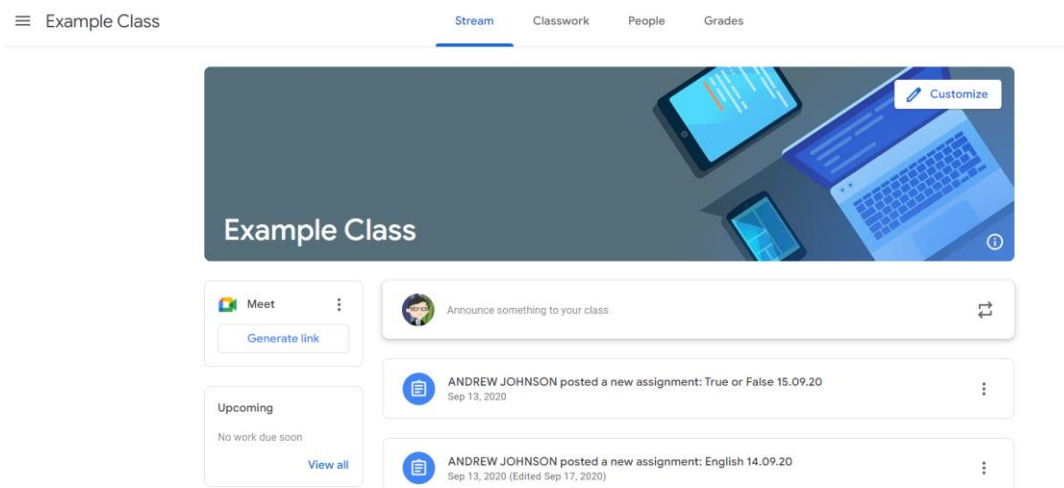 Example Class
Stream Classwork People Grades
Customize
Example Class
Meet
Generate link
Announce something to your class
ANDREW JOHNSON posted a new assignment: True or False 15.09.20
Sep 13, 2020
Upcoming
No work due soon
View all
ANDREW JOHNSON posted a new assignment: English 14.09.20
Sep 13, 2020 (Edited Sep 17, 2020)